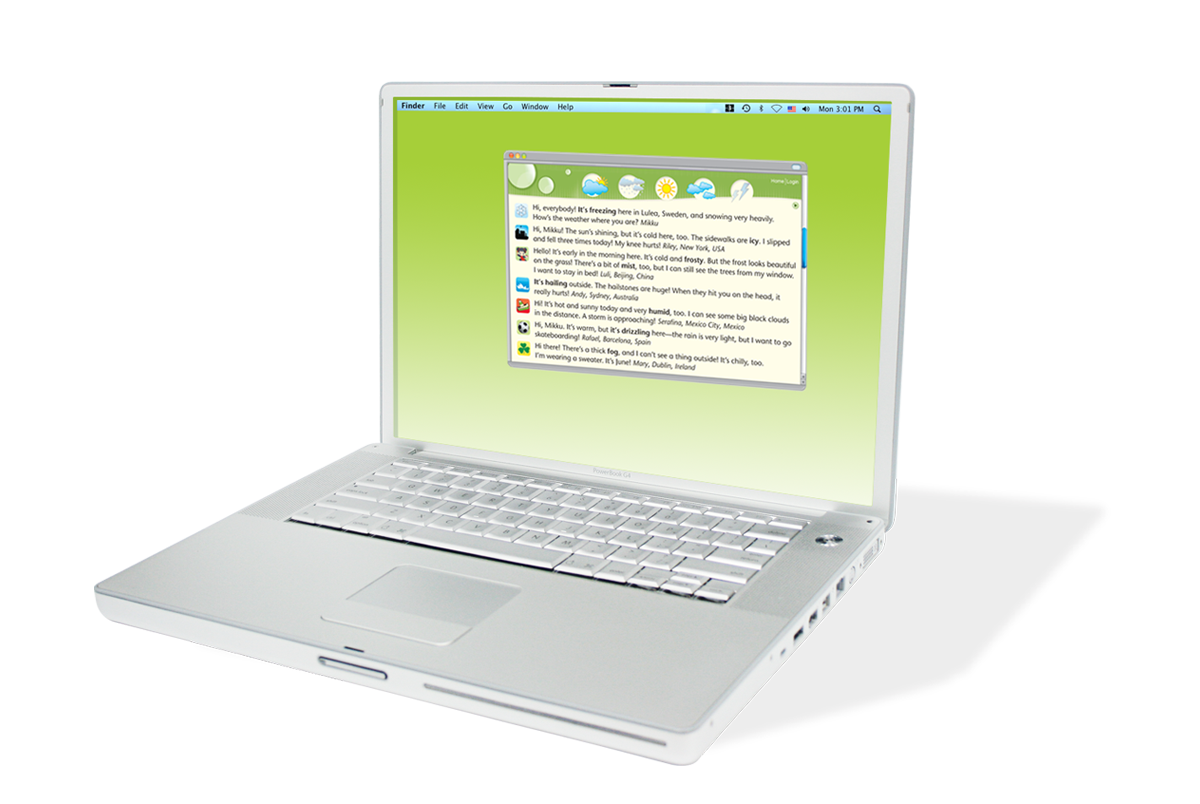 Finder File Edit View Go Window Help Mon 3:01 PM
Home | Login
Hi, everybody! It's freezing here in Lulea, Sweden, and snowing very heavily.
How's the weather where you are? Mikku
Hi, Mikku! The sun's shining, but it's cold here, too. The sidewalks are icy. I slipped
and fell three times today! My knee hurts! Riley, New York, USA
Hello! It's early in the morning here. It's cold and frosty. But the frost looks beautiful
on the grass! There's a bit of mist, too, but I can still see the trees from my window.
I want to stay in bed! Luli, Beijing, China
It's hailing outside. The hailstones are huge! When they hit you on the head, it
really hurts! Andy, Sydney, Australia
Hi! It's hot and sunny today and very humid, too. I can see some big black clouds
in the distance. A storm is approaching! Serafina, Mexico City, Mexico
Hi, Mikku. It's warm, but it's drizzling here—the rain is very light, but I want to go
skateboarding! Rafael, Barcelona, Spain
Hi there! There's a thick fog, and I can't see a thing outside! It's chilly, too.
I'm wearing a sweater. It's June! Mary, Dublin, Ireland
PowerBook G4